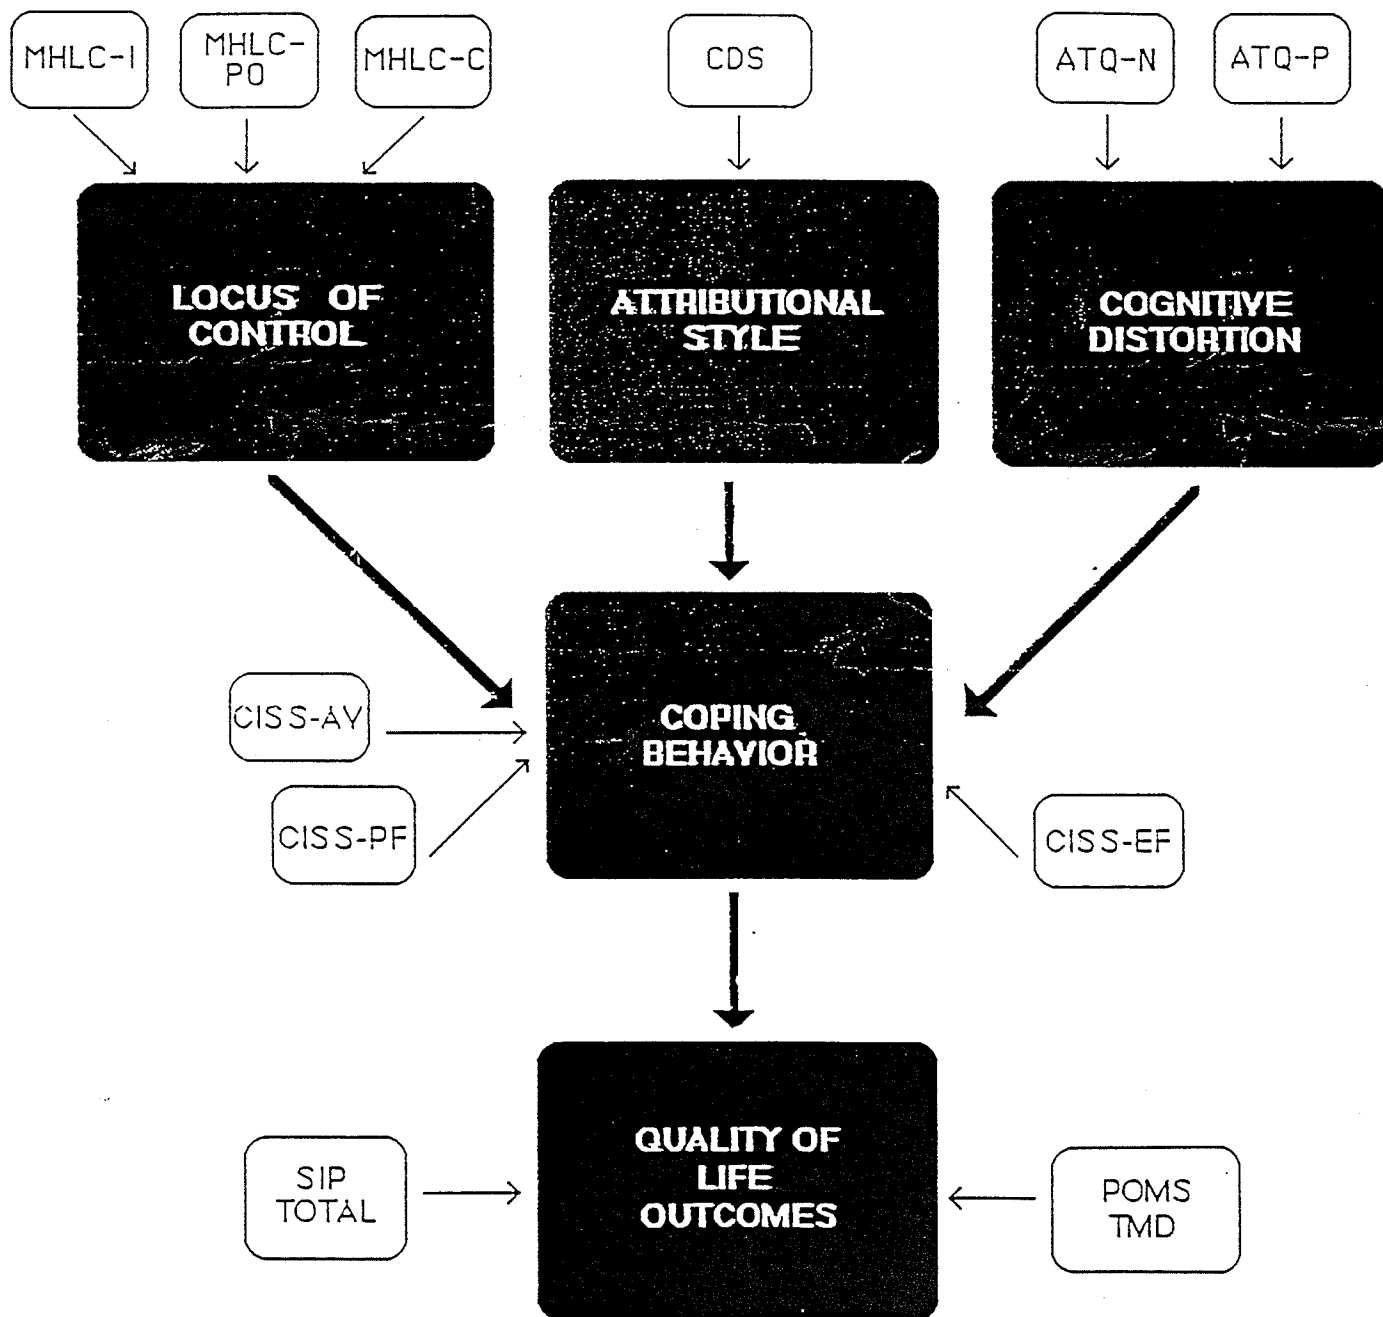 MHLC-I
MHLC-
PO
MHLC-C
CDS
ATQ-N
ATQ-P
LOCUS OF
CONTROL
ATTRIBUTIONAL
STYLE
COGNITIVE
DISTORTION
CISS-AV
COPING
BEHAVIOR
CISS-PF
CISS-EF
SIP
TOTAL
QUALITY OF
LIFE
OUTCOMES
POMS
TMD